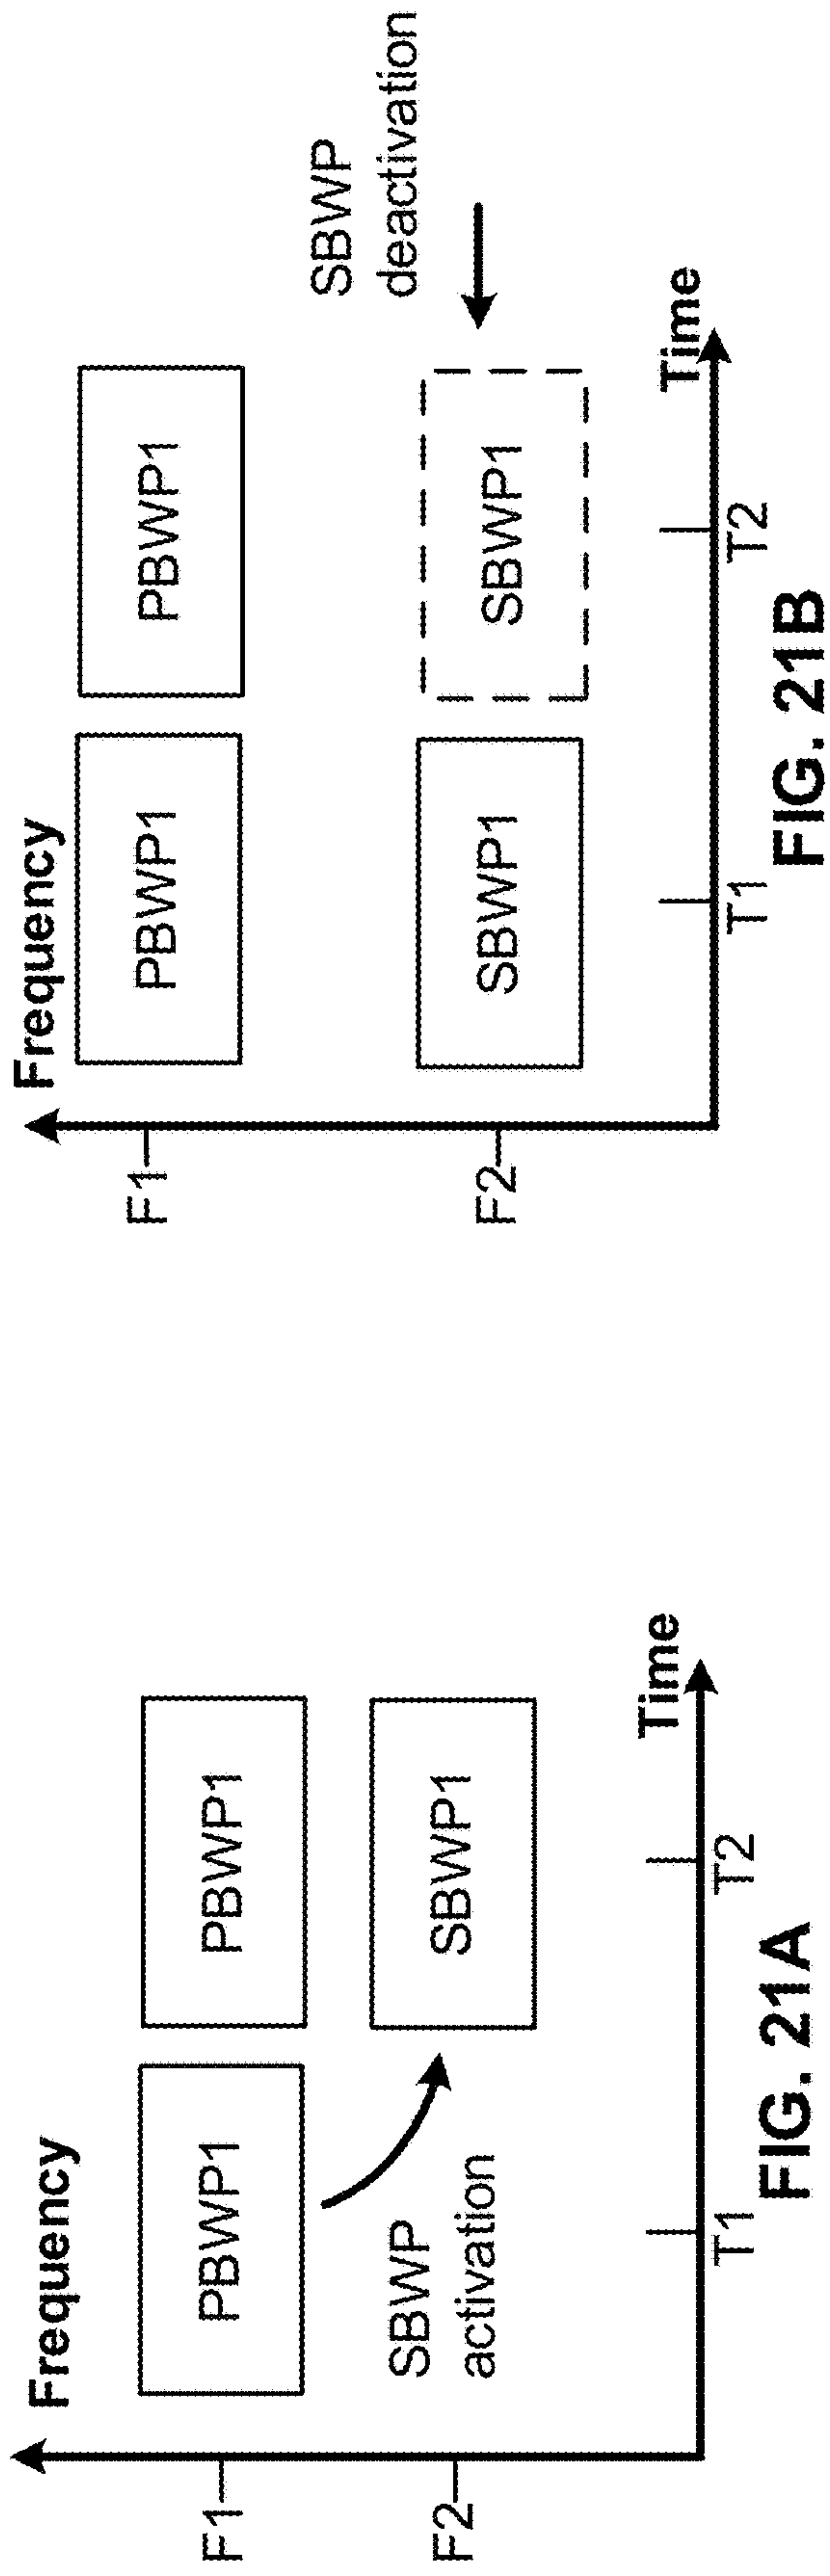 Frequency
F1
PBWP1
PBWP1
F2
SBWP
activation
SBWP1
Time
T1
T2
FIG. 21A
Frequency
F1
PBWP1
PBWP1
SBWP
deactivation
F2
SBWP1
SBWP1
Time
T1
T2
FIG. 21B